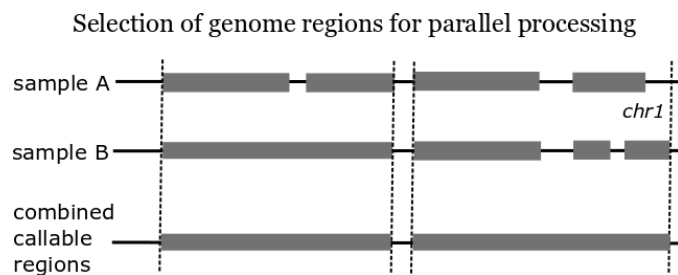 Selection of genome regions for parallel processing
sample A
chr1
sample B
combined
callable
regions